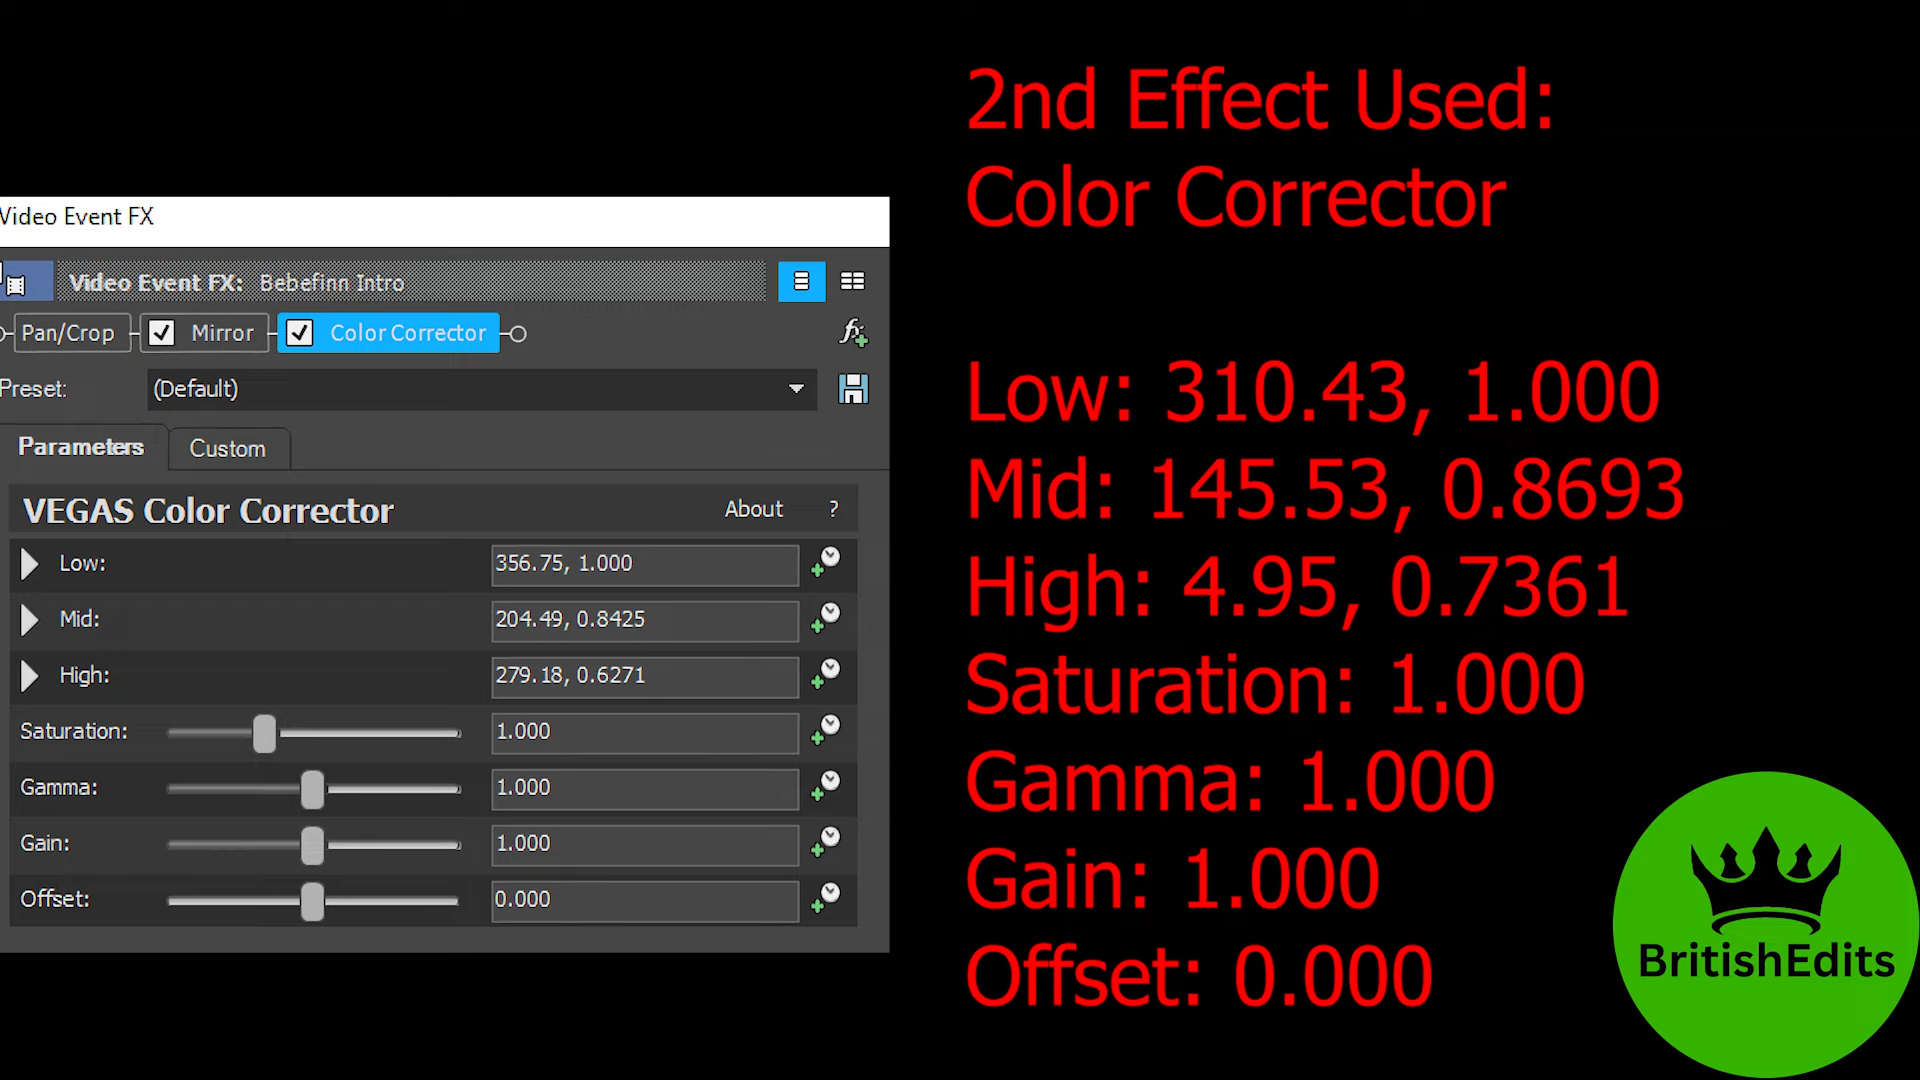 Video Event FX
Video Event FX: Bebefinn Intro
Pan/Crop Mirror Color Corrector
Preset: (Default)
Parameters Custom
VEGAS Color Corrector About ?
Low: 356.75, 1.000
Mid: 204.49, 0.8425
High: 279.18, 0.6271
Saturation: 1.000
Gamma: 1.000
Gain: 1.000
Offset: 0.000
2nd Effect Used:
Color Corrector
Low: 310.43, 1.000
Mid: 145.53, 0.8693
High: 4.95, 0.7361
Saturation: 1.000
Gamma: 1.000
Gain: 1.000
Offset: 0.000
BritishEdits